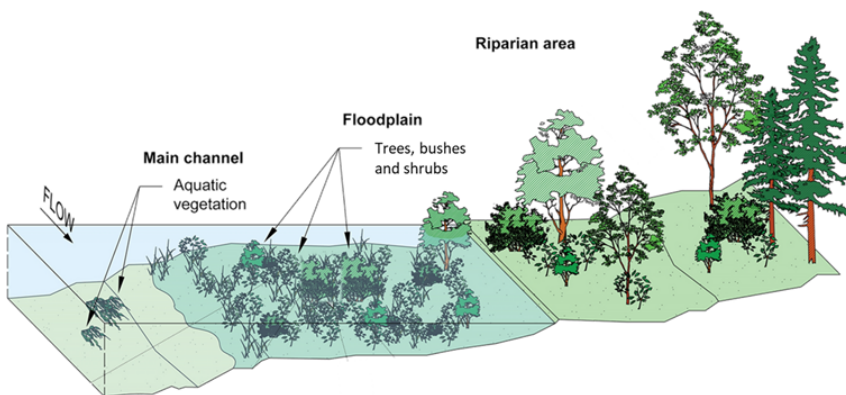 Riparian area
Floodplain
Trees, bushes
and shrubs
Main channel
Aquatic
vegetation
FLOW